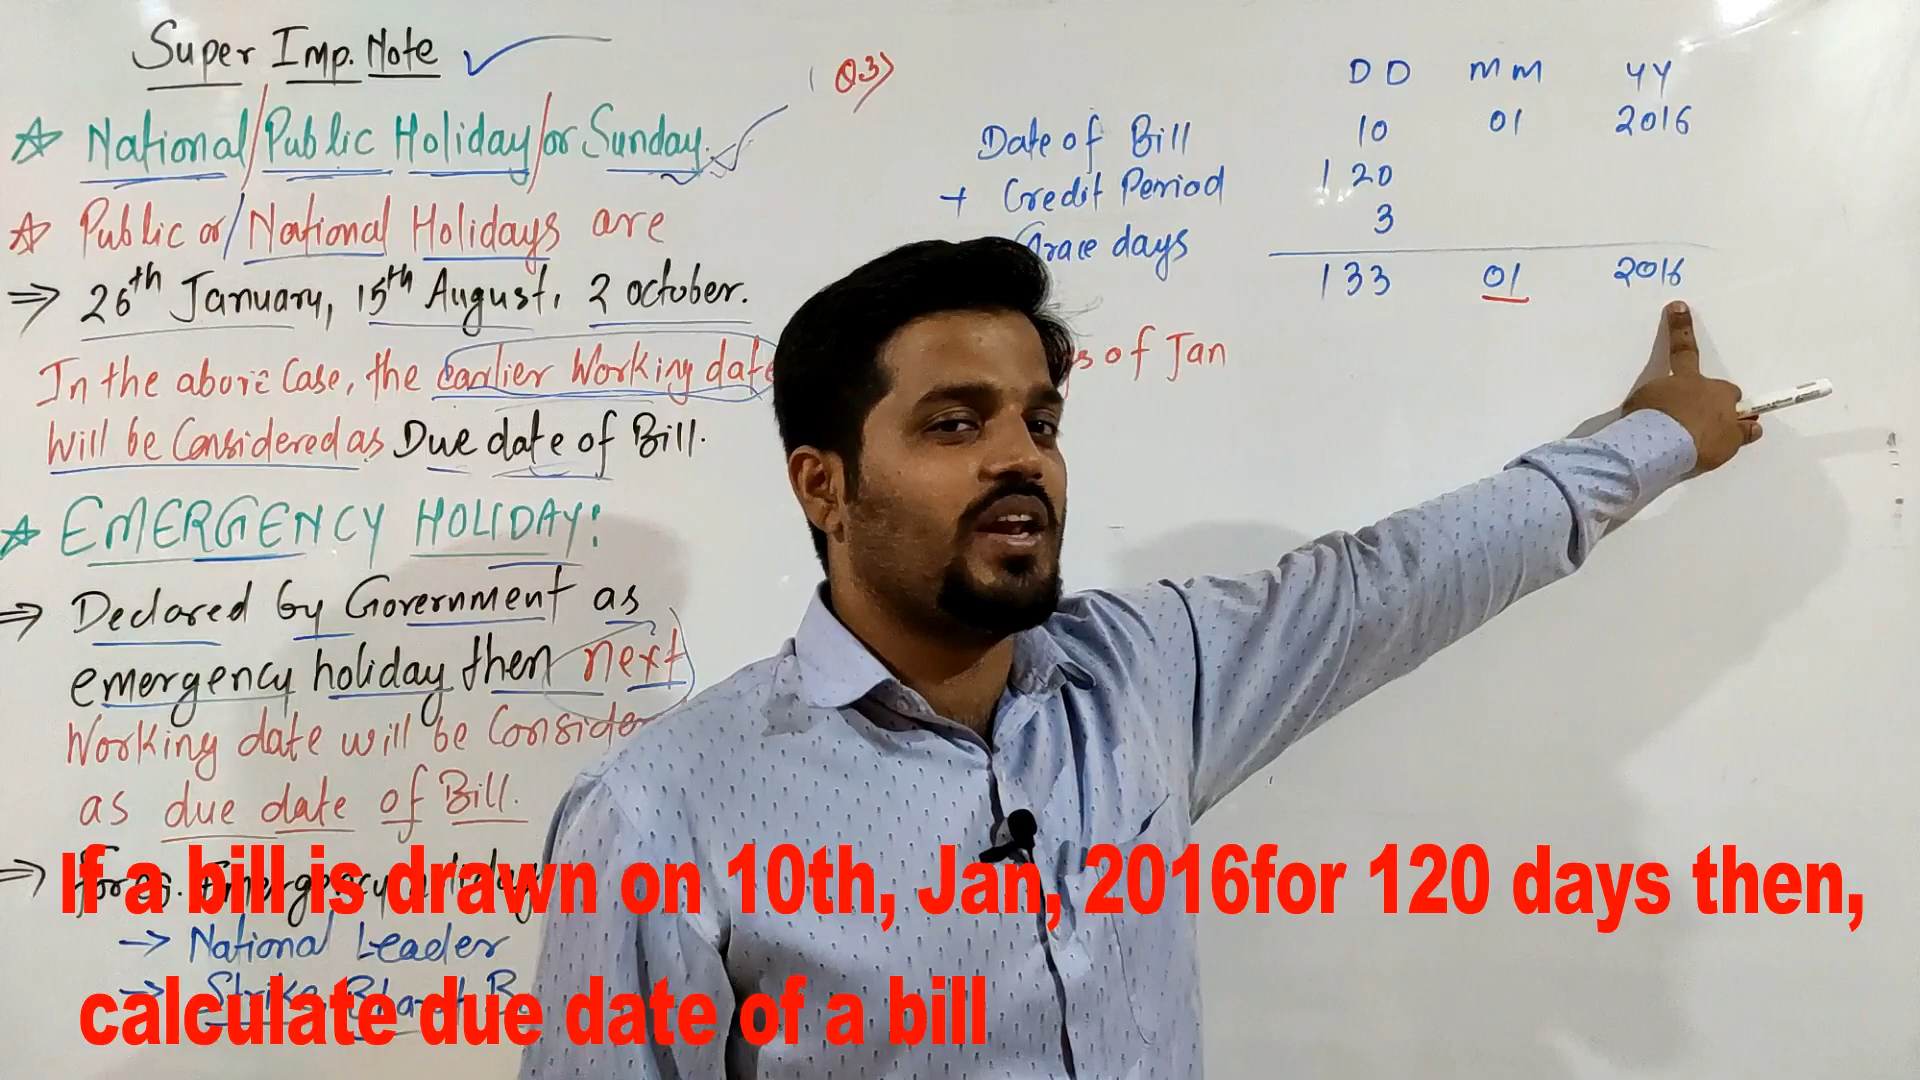 Super Imp. Note
National/Public Holiday/or Sunday.
Public or/National Holidays are
⇒ 26th January, 15th August, 2 october.
In the above Case, the earlier Working date
will be Considered as Due date of Bill.
EMERGENCY HOLIDAY:
⇒ Declared by Government as
emergency holiday then next
Working date will be Consider
as due date of Bill.
⇒ Emergency
→ National Leader
→ Strike
Q3)
DD MM YY
Date of Bill 10 01 2016
+ Credit Period 120
Grace days 3
133 01 2016
of Jan
If a bill is drawn on 10th, Jan, 2016for 120 days then,
calculate due date of a bill